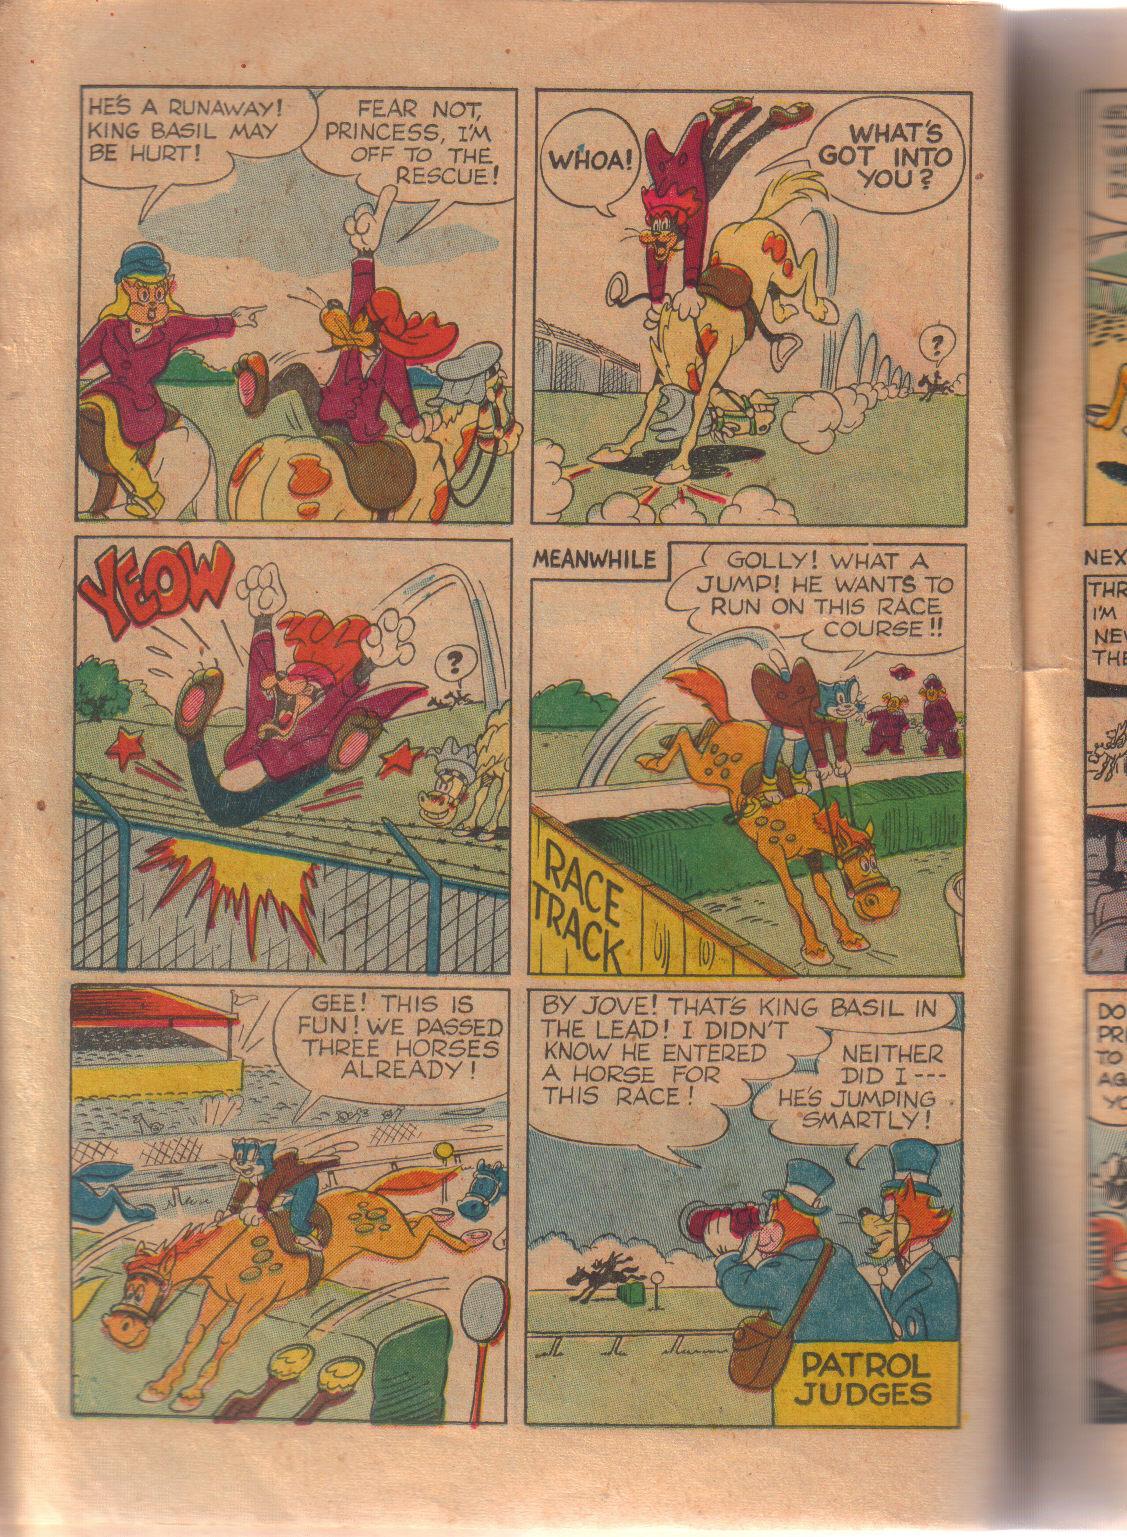 HE'S A RUNAWAY!
KING BASIL MAY
BE HURT!
FEAR NOT,
PRINCESS, I'M
OFF TO THE
RESCUE!
WHOA!
WHAT'S
GOT INTO
YOU?
?
YEOW
?
MEANWHILE
GOLLY! WHAT A
JUMP! HE WANTS TO
RUN ON THIS RACE
COURSE!!
RACE
TRACK
GEE! THIS IS
FUN! WE PASSED
THREE HORSES
ALREADY!
BY JOVE! THAT'S KING BASIL IN
THE LEAD! I DIDN'T
KNOW HE ENTERED
A HORSE FOR
THIS RACE!
NEITHER
DID I ---
HE'S JUMPING
SMARTLY!
PATROL
JUDGES
NEX
THR
I'M
NEV
THE
DO
PRI
TO
AG
YO